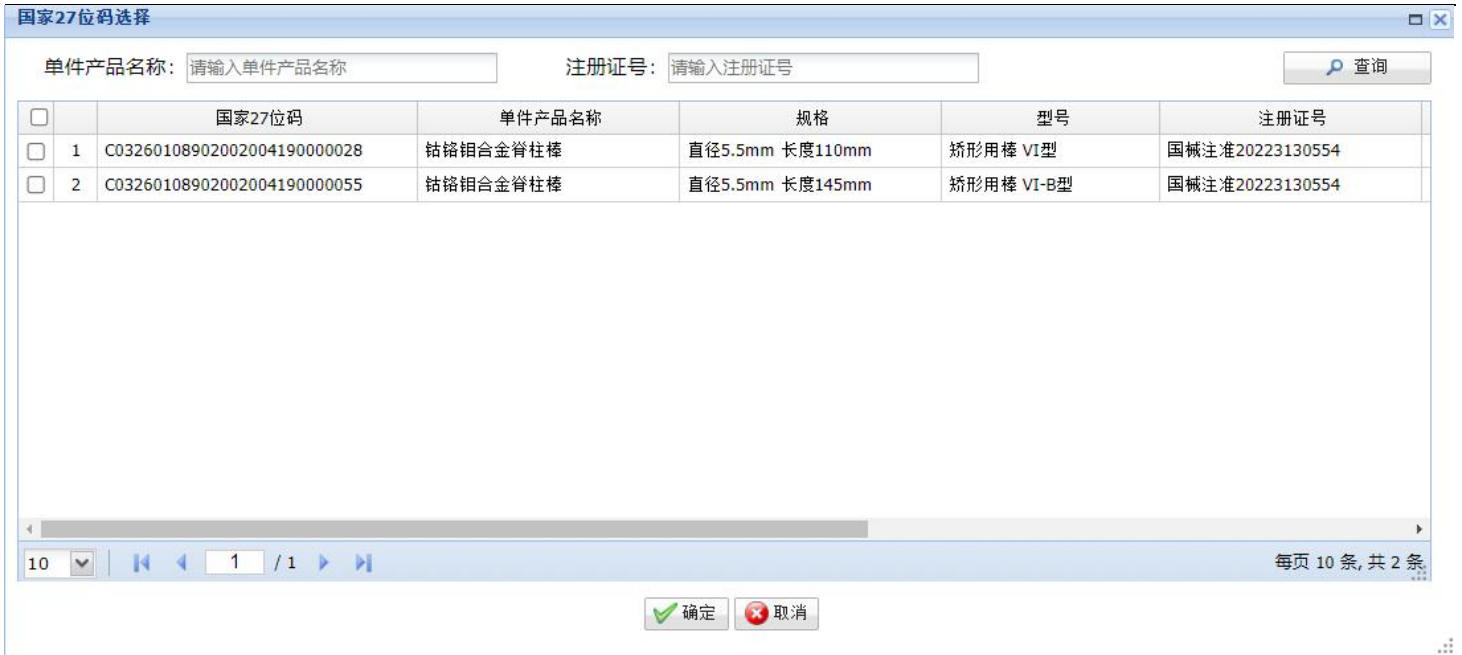 国家27位码选择
单件产品名称: 请输入单件产品名称 注册证号: 请输入注册证号 查询
国家27位码 单件产品名称 规格 型号 注册证号
1 C03260108902002004190000028 钴铬钼合金脊柱棒 直径5.5mm 长度110mm 矫形用棒 VI型 国械注准20223130554
2 C03260108902002004190000055 钴铬钼合金脊柱棒 直径5.5mm 长度145mm 矫形用棒 VI-B型 国械注准20223130554
10 1 / 1 每页 10 条, 共 2 条
确定 取消